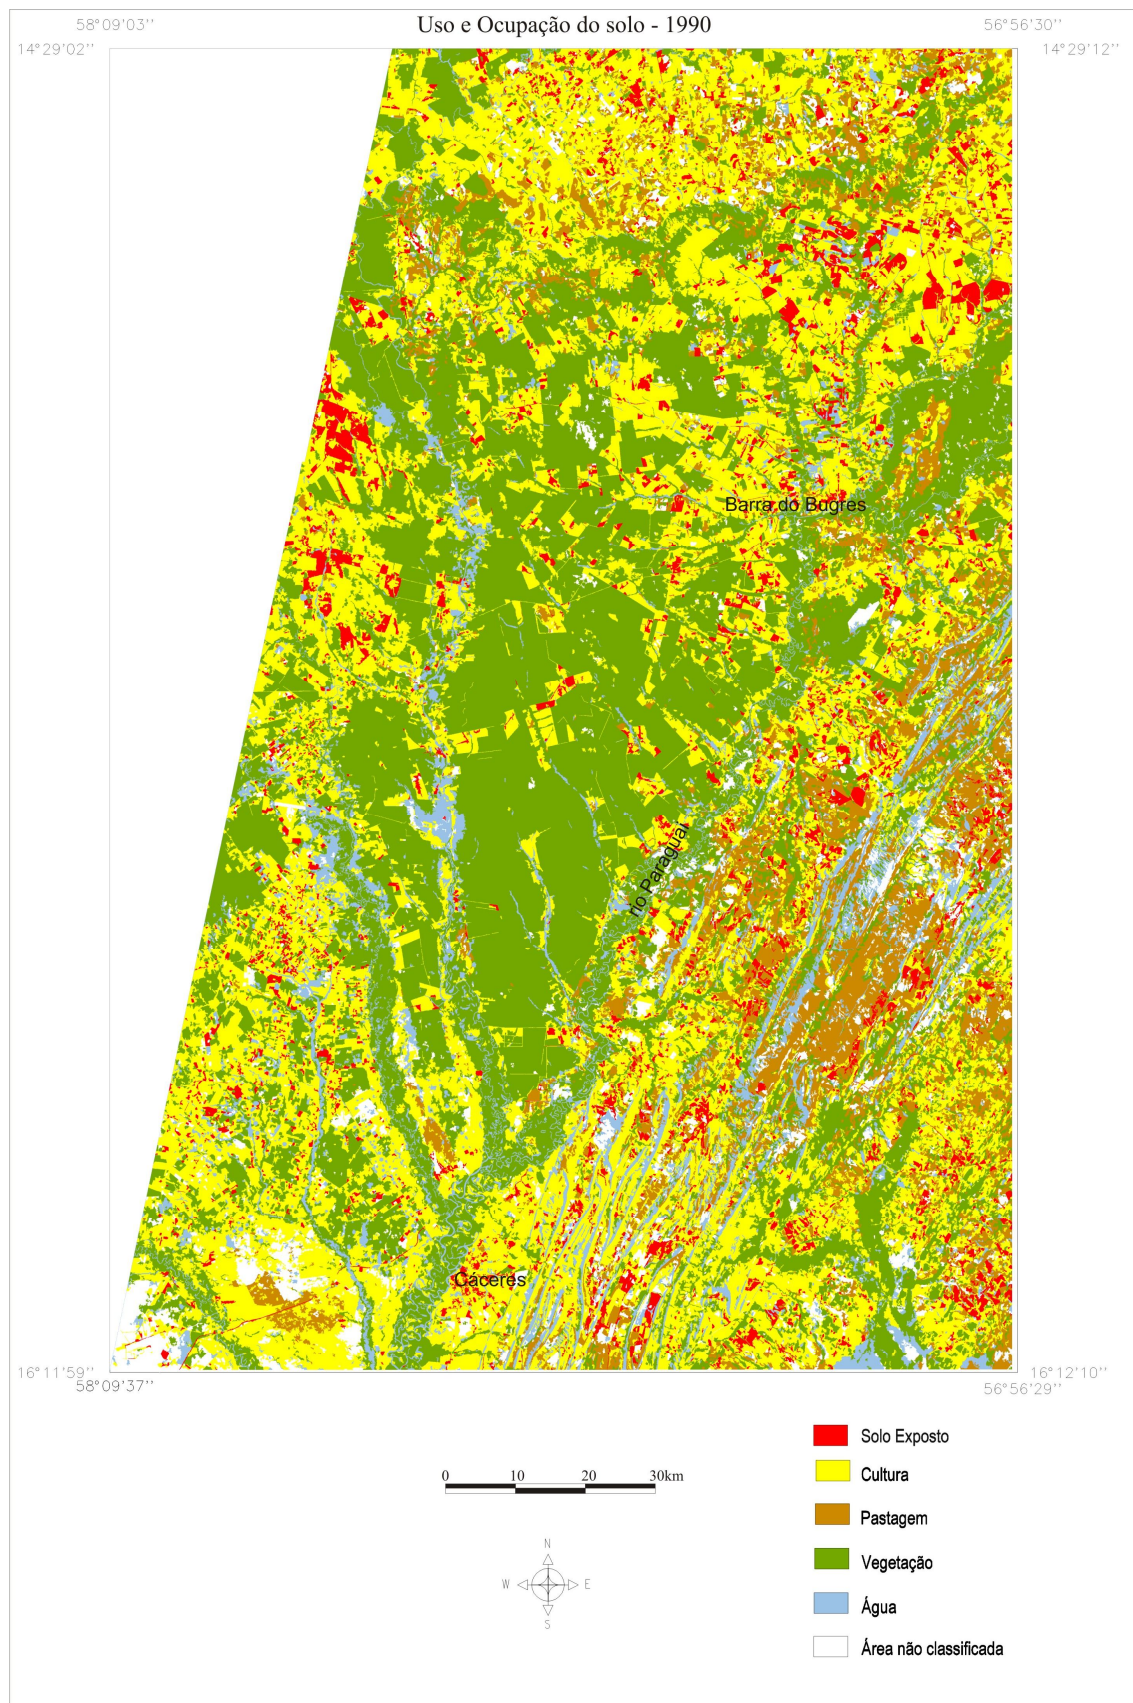 Uso e Ocupação do solo - 1990
58°09'03''
56°56'30''
14°29'02''
14°29'12''
Barra do Bugres
rio Paraguai
Cáceres
16°11'59''
16°12'10''
58°09'37''
56°56'29''
0 10 20 30km
N
W E
S
Solo Exposto
Cultura
Pastagem
Vegetação
Água
Área não classificada